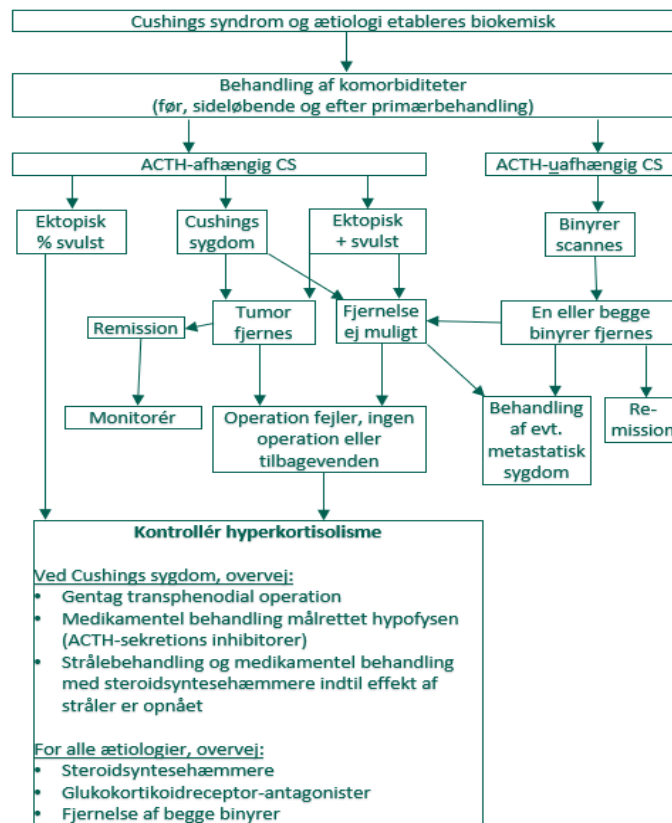 Cushings syndrom og ætiologi etableres biokemisk
Behandling af komorbiditeter
(før, sideløbende og efter primærbehandling)
ACTH-afhængig CS
ACTH-uafhængig CS
Ektopisk
% svulst
Cushings
sygdom
Ektopisk
+ svulst
Binyrer
scannes
Remission
Tumor
fjernes
Fjernelse
ej muligt
En eller begge
binyrer fjernes
Monitorér
Operation fejler, ingen
operation eller
tilbagevenden
Behandling
af evt.
metastatisk
sygdom
Re-
mission
Kontrollér hyperkortisolisme
Ved Cushings sygdom, overvej:
• Gentag transphenodial operation
• Medikamentel behandling målrettet hypofysen
(ACTH-sekretions inhibitorer)
• Strålebehandling og medikamentel behandling
med steroidsyntesehæmmere indtil effekt af
stråler er opnået
For alle ætiologier, overvej:
• Steroidsyntesehæmmere
• Glukokortikoidreceptor-antagonister
• Fjernelse af begge binyrer